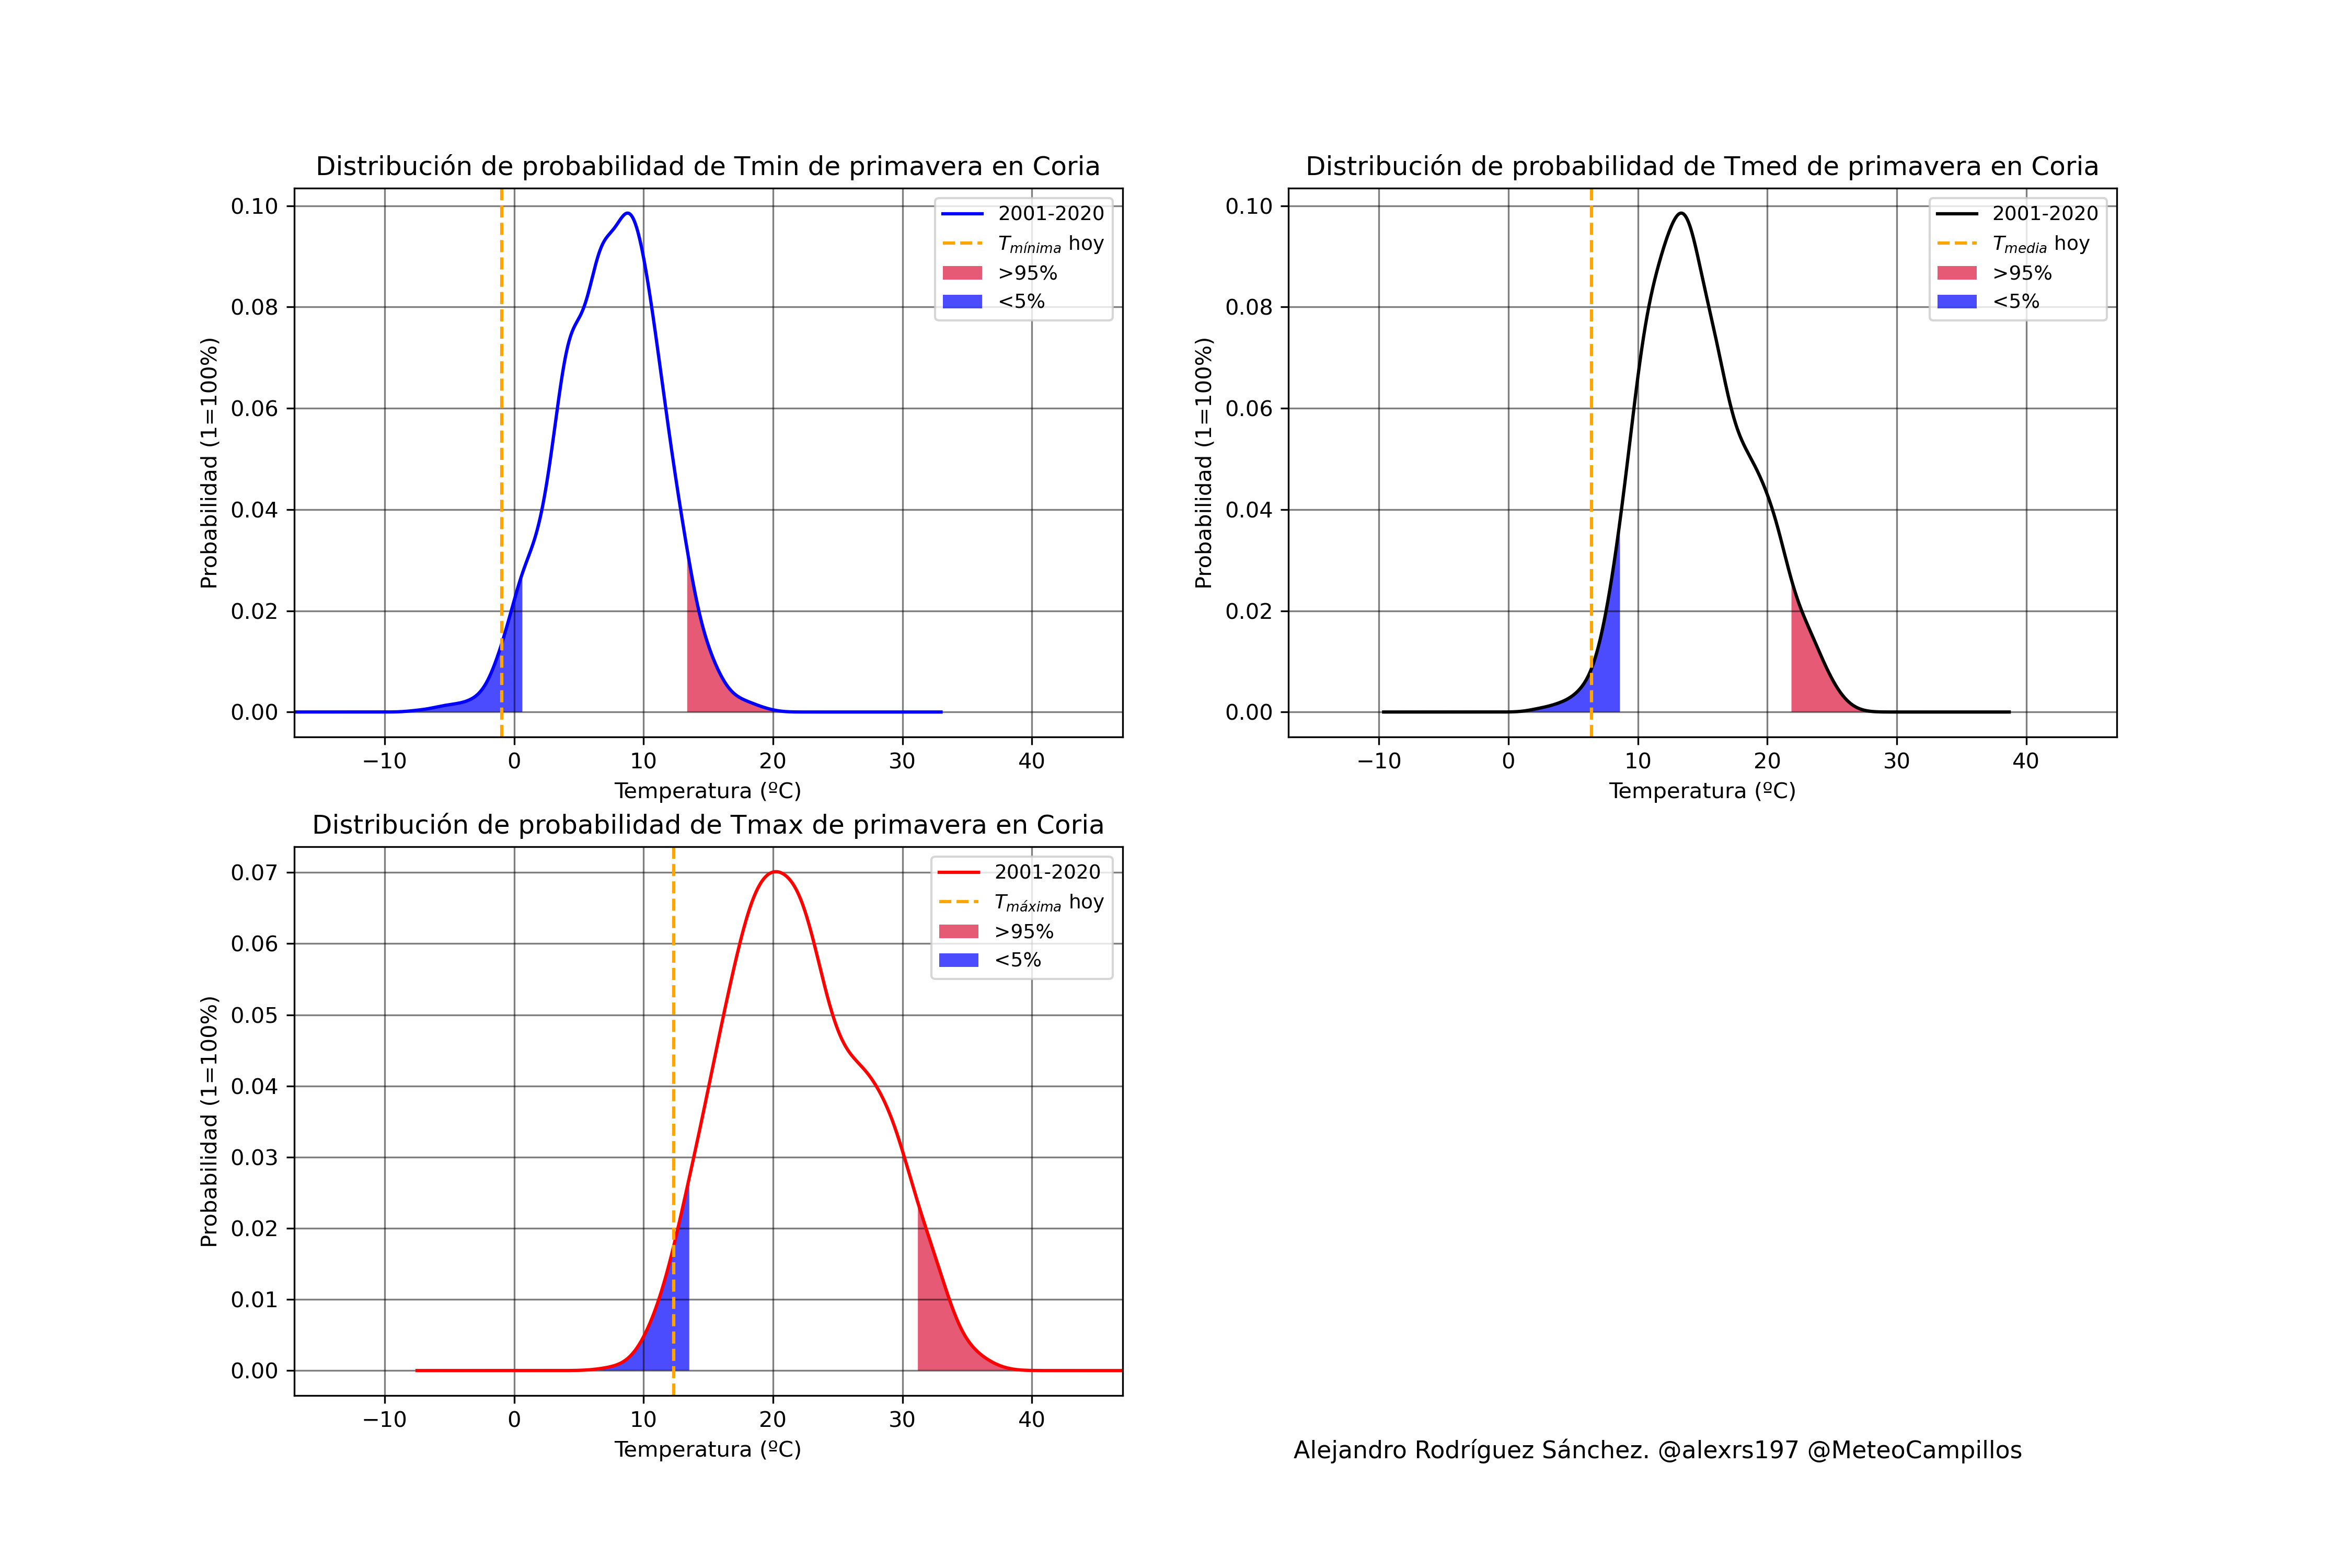 Distribución de probabilidad de Tmin de primavera en Coria
Probabilidad (1=100%)
0.10
0.08
0.06
0.04
0.02
0.00
−10 0 10 20 30 40
Temperatura (ºC)
2001-2020
Tmínima hoy
>95%
<5%
Distribución de probabilidad de Tmed de primavera en Coria
Probabilidad (1=100%)
0.10
0.08
0.06
0.04
0.02
0.00
−10 0 10 20 30 40
Temperatura (ºC)
2001-2020
Tmedia hoy
>95%
<5%
Distribución de probabilidad de Tmax de primavera en Coria
Probabilidad (1=100%)
0.07
0.06
0.05
0.04
0.03
0.02
0.01
0.00
−10 0 10 20 30 40
Temperatura (ºC)
2001-2020
Tmáxima hoy
>95%
<5%
Alejandro Rodríguez Sánchez. @alexrs197 @MeteoCampillos